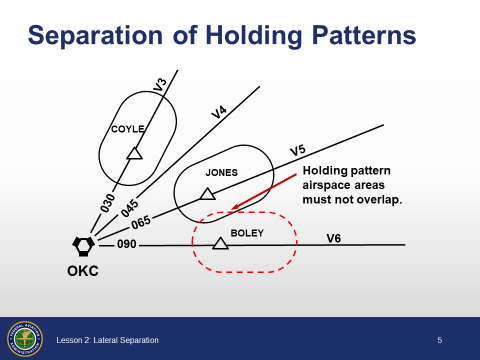 Separation of Holding Patterns
V3
V4
COYLE
V5
JONES
Holding pattern
airspace areas
must not overlap.
030
045
065
BOLEY
090
V6
OKC
Lesson 2: Lateral Separation
5